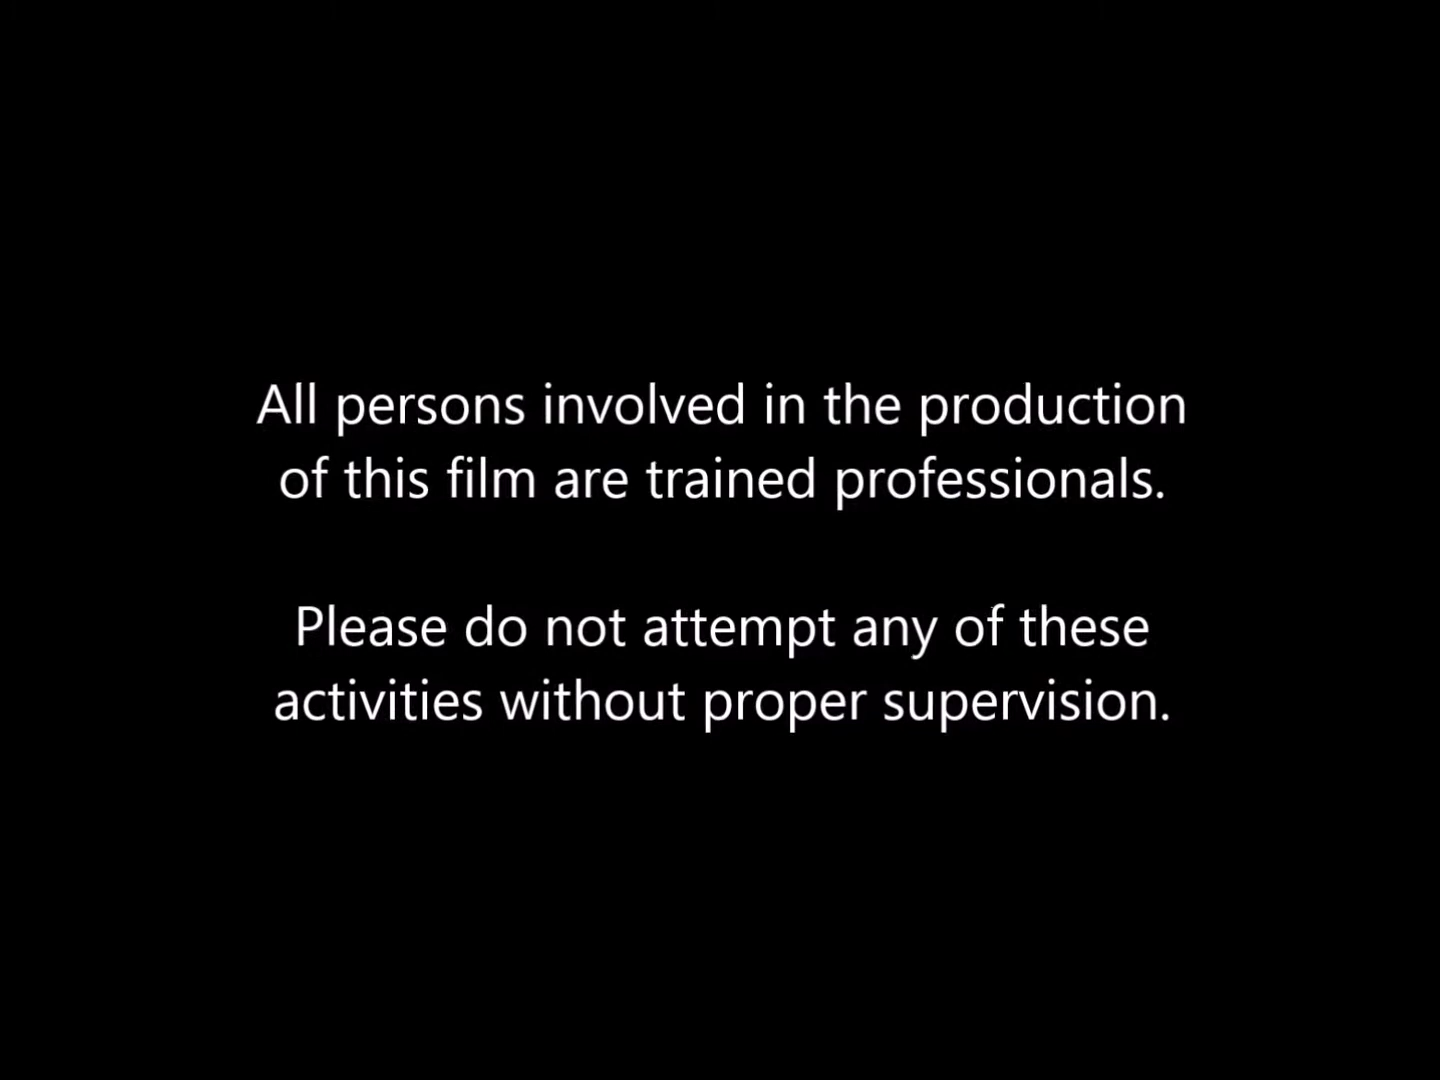 All persons involved in the production
of this film are trained professionals.
Please do not attempt any of these
activities without proper supervision.